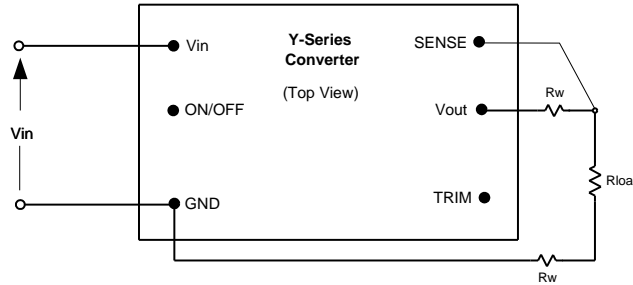 Y-Series
Converter
(Top View)
Vin
SENSE
ON/OFF
Vout
Rw
Vin
Rloa
GND
TRIM
Rw